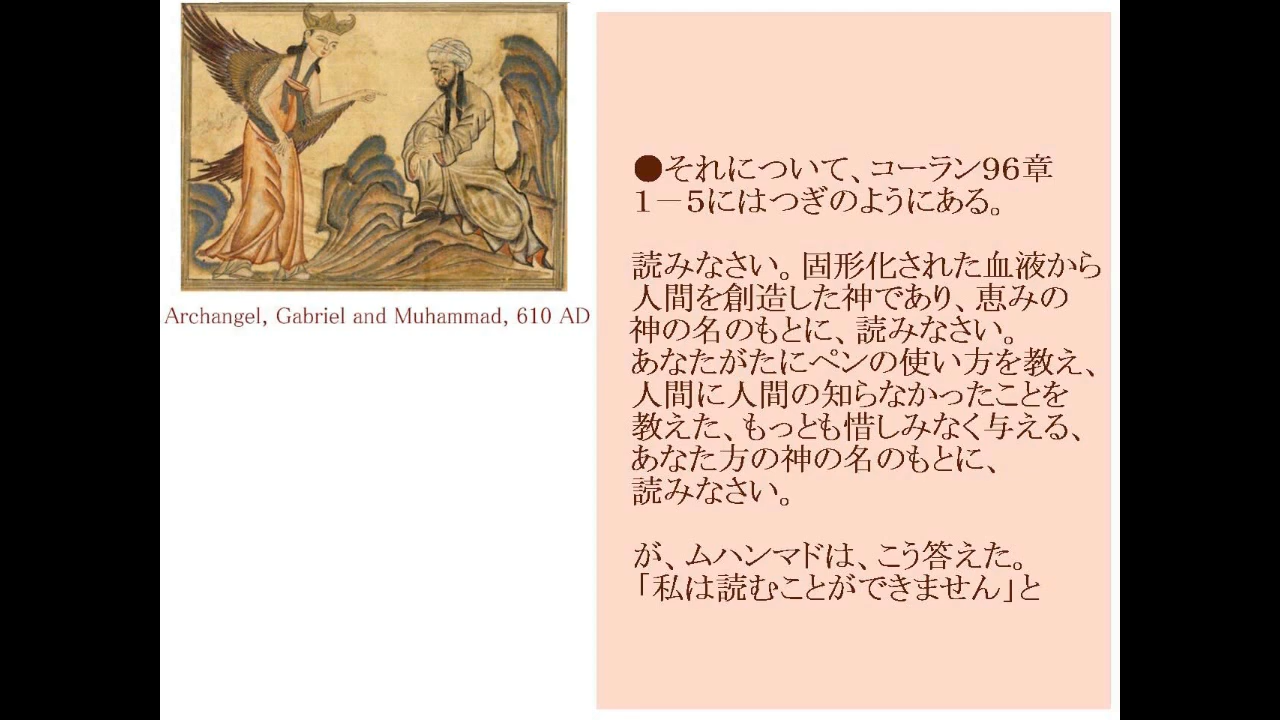 Archangel, Gabriel and Muhammad, 610 AD
●それについて、コーラン96章
1－5にはつぎのようにある。
読みなさい。固形化された血液から
人間を創造した神であり、恵みの
神の名のもとに、読みなさい。
あなたがたにペンの使い方を教え、
人間に人間の知らなかったことを
教えた、もっとも惜しみなく与える、
あなた方の神の名のもとに、
読みなさい。
が、ムハンマドは、こう答えた。
「私は読むことができません」と